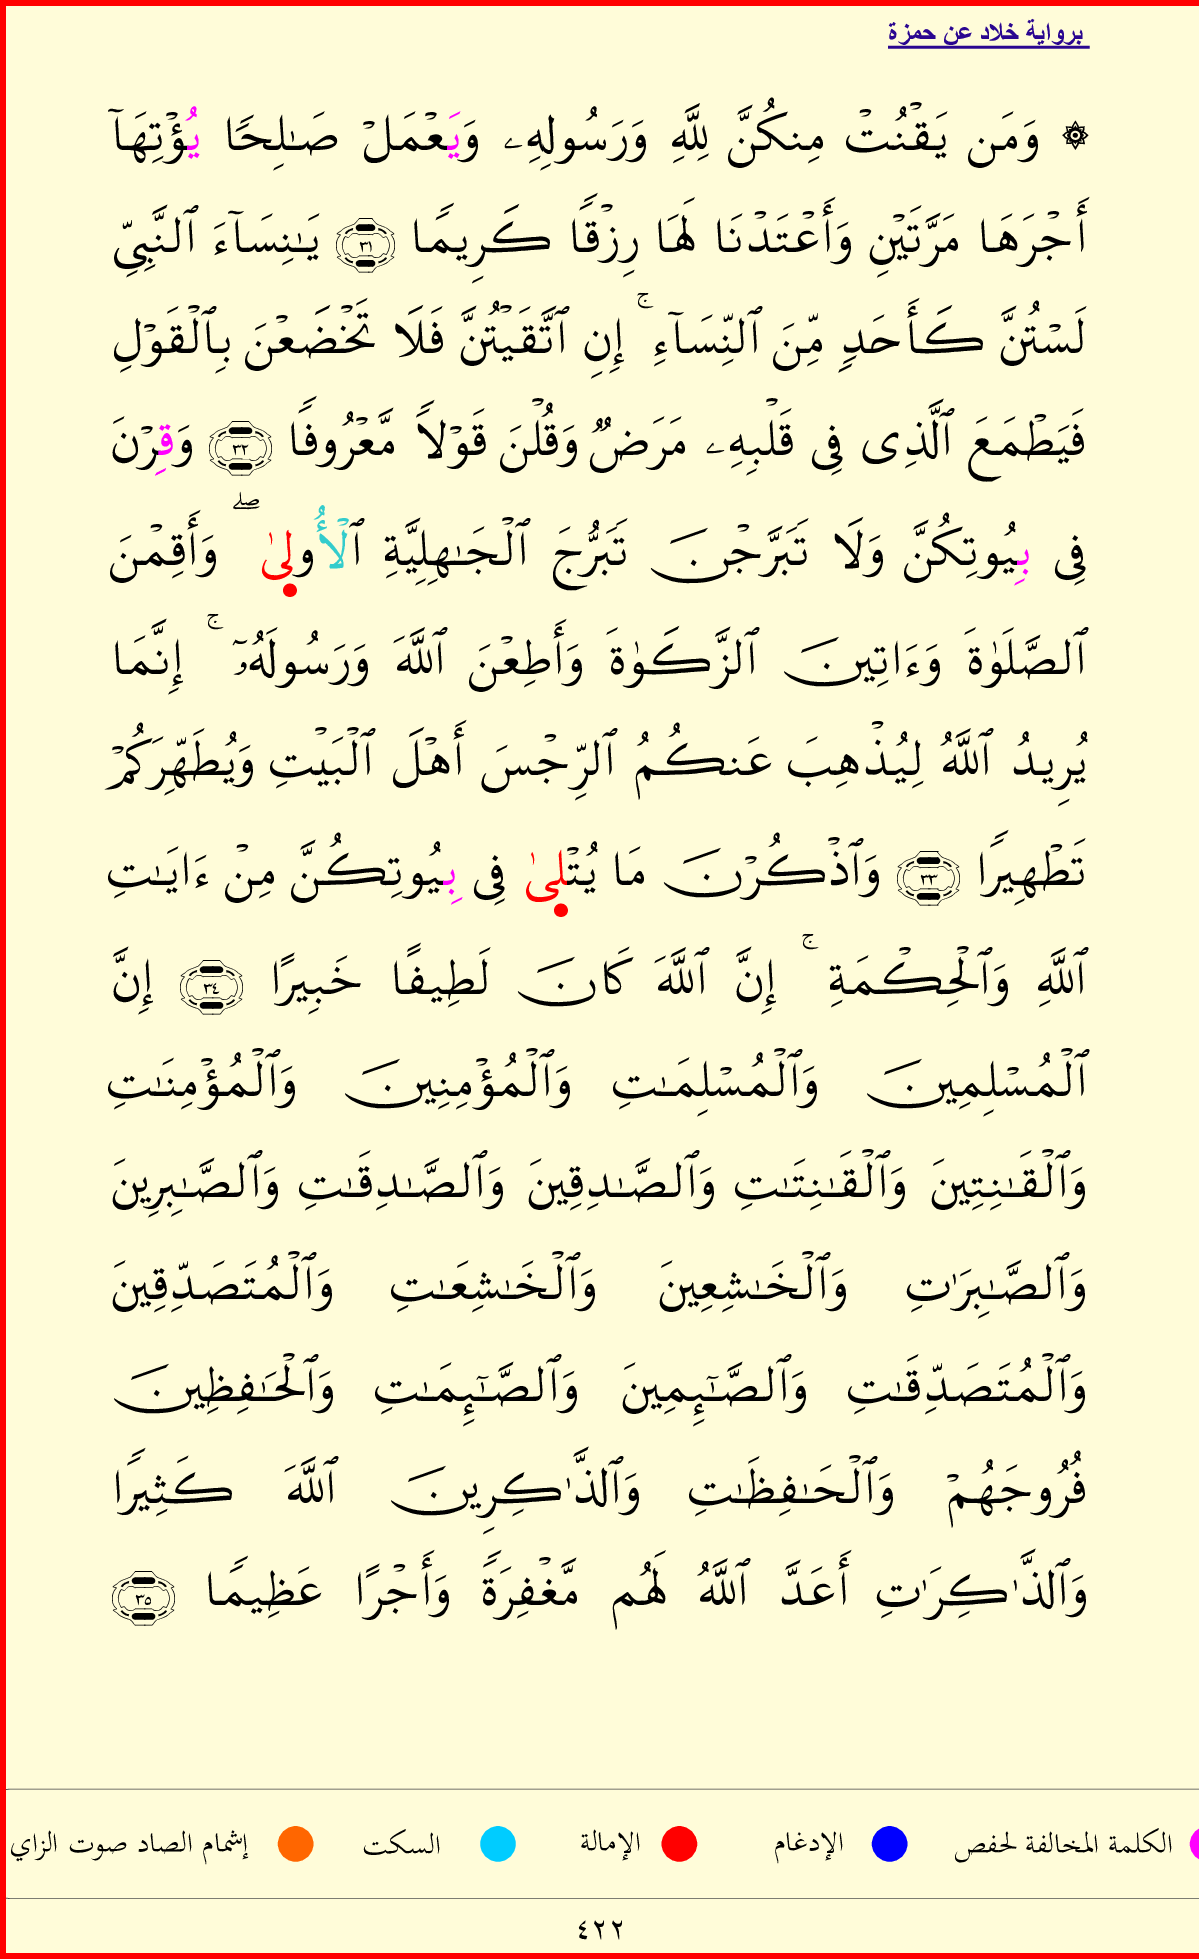 برواية خلاد عن حمزة
۞ وَمَن يَقْنُتْ مِنكُنَّ لِلَّهِ وَرَسُولِهِۦ وَيَعْمَلْ صَـٰلِحًا يُؤْتِهَآ
أَجْرَهَا مَرَّتَيْنِ وَأَعْتَدْنَا لَهَا رِزْقًا كَرِيمًا ٣١ يَـٰنِسَآءَ ٱلنَّبِيِّ
لَسْتُنَّ كَأَحَدٍ مِّنَ ٱلنِّسَآءِ ۚ إِنِ ٱتَّقَيْتُنَّ فَلَا تَخْضَعْنَ بِٱلْقَوْلِ
فَيَطْمَعَ ٱلَّذِى فِى قَلْبِهِۦ مَرَضٌ وَقُلْنَ قَوْلًا مَّعْرُوفًا ٣٢ وَقِرْنَ
فِى بِيُوتِكُنَّ وَلَا تَبَرَّجْنَ تَبَرُّجَ ٱلْجَـٰهِلِيَّةِ ٱلْأُولىٰ ۖ وَأَقِمْنَ
ٱلصَّلَوٰةَ وَءَاتِينَ ٱلزَّكَوٰةَ وَأَطِعْنَ ٱللَّهَ وَرَسُولَهُۥٓ ۚ إِنَّمَا
يُرِيدُ ٱللَّهُ لِيُذْهِبَ عَنكُمُ ٱلرِّجْسَ أَهْلَ ٱلْبَيْتِ وَيُطَهِّرَكُمْ
تَطْهِيرًا ٣٣ وَٱذْكُرْنَ مَا يُتْلىٰ فِى بِيُوتِكُنَّ مِنْ ءَايَـٰتِ
ٱللَّهِ وَٱلْحِكْمَةِ ۚ إِنَّ ٱللَّهَ كَانَ لَطِيفًا خَبِيرًا ٣٤ إِنَّ
ٱلْمُسْلِمِينَ وَٱلْمُسْلِمَـٰتِ وَٱلْمُؤْمِنِينَ وَٱلْمُؤْمِنَـٰتِ
وَٱلْقَـٰنِتِينَ وَٱلْقَـٰنِتَـٰتِ وَٱلصَّـٰدِقِينَ وَٱلصَّـٰدِقَـٰتِ وَٱلصَّـٰبِرِينَ
وَٱلصَّـٰبِرَٰتِ وَٱلْخَـٰشِعِينَ وَٱلْخَـٰشِعَـٰتِ وَٱلْمُتَصَدِّقِينَ
وَٱلْمُتَصَدِّقَـٰتِ وَٱلصَّـٰٓئِمِينَ وَٱلصَّـٰٓئِمَـٰتِ وَٱلْحَـٰفِظِينَ
فُرُوجَهُمْ وَٱلْحَـٰفِظَـٰتِ وَٱلذَّٰكِرِينَ ٱللَّهَ كَثِيرًا
وَٱلذَّٰكِرَٰتِ أَعَدَّ ٱللَّهُ لَهُم مَّغْفِرَةً وَأَجْرًا عَظِيمًا ٣٥
الكلمة المخالفة لحفص الإدغام الإمالة السكت إشمام الصاد صوت الزاي
٤٢٢